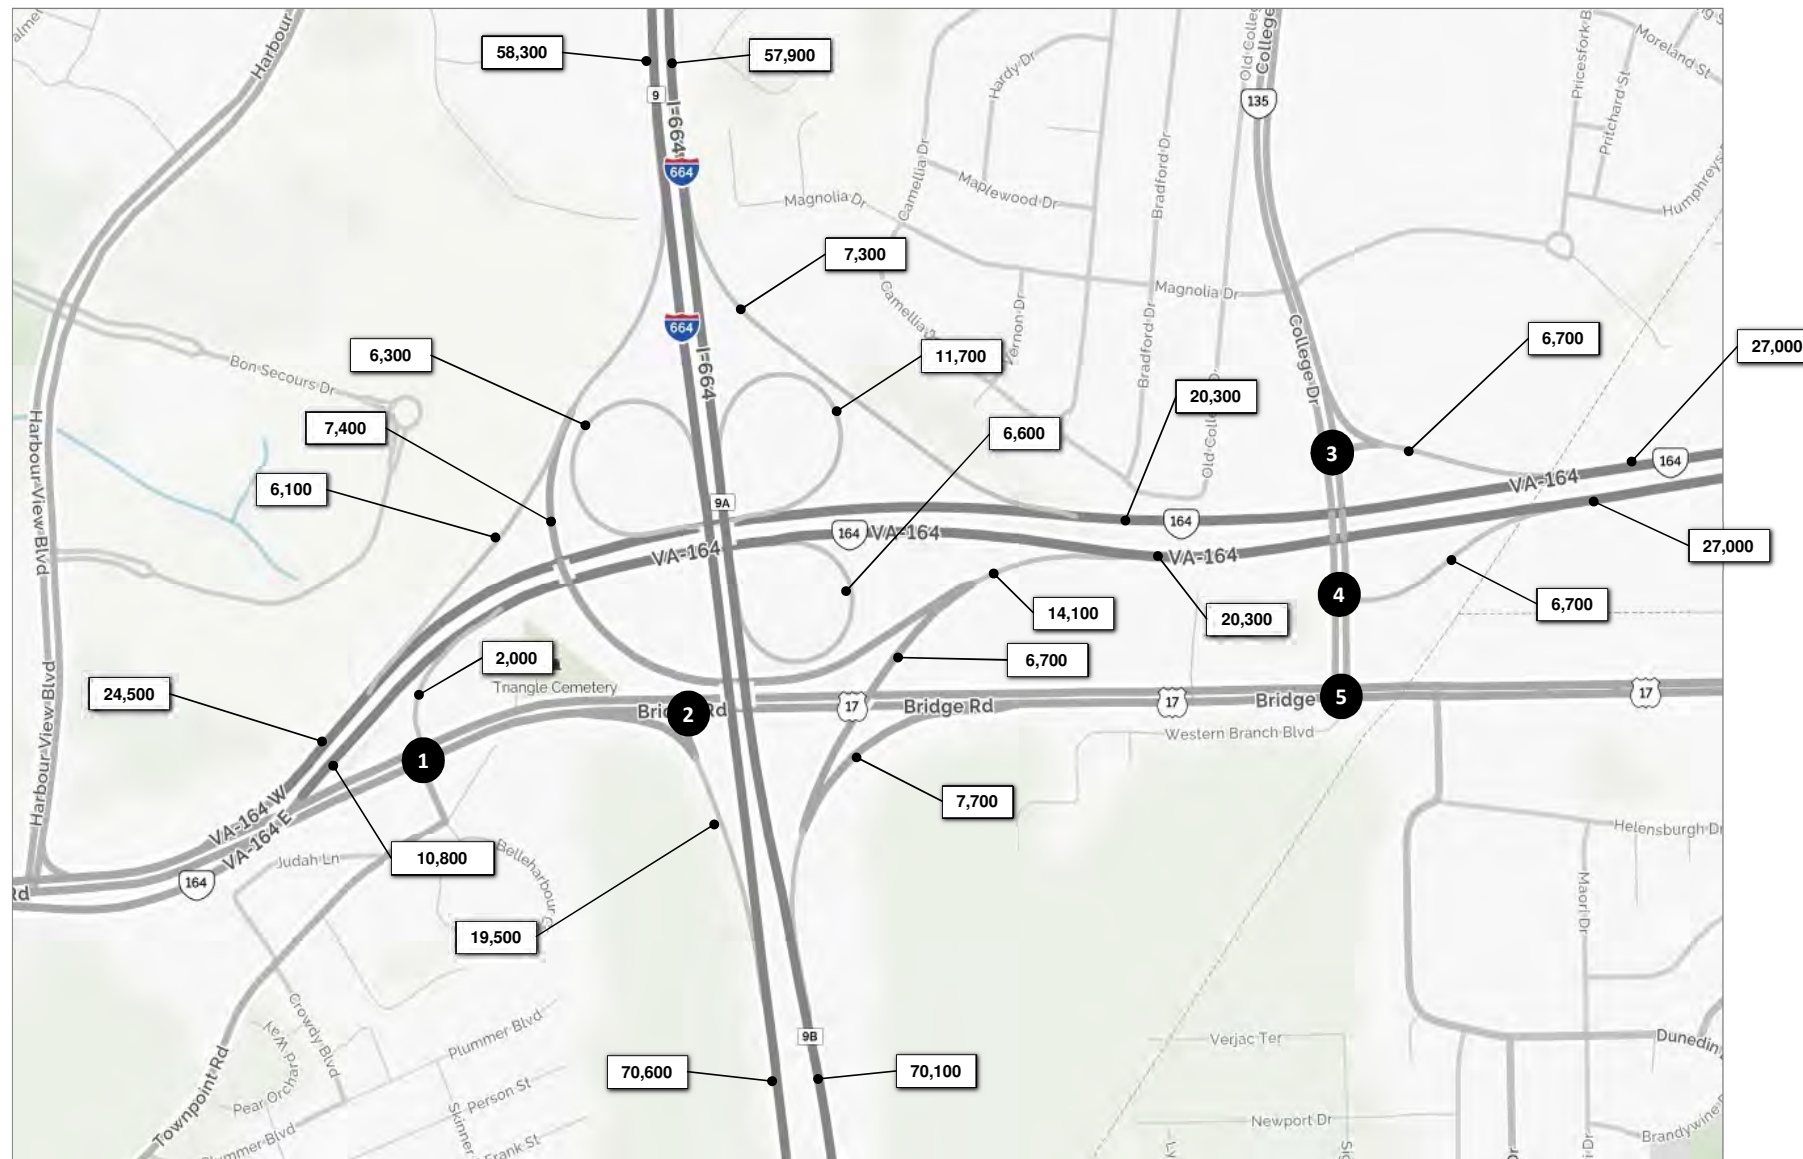 Harbour
58,300
57,900
9
I-664
664
Old College
College
135
Pricesfork B
Moreland St
Pritchard St
Humphreys
Hardy Dr
Camellia Dr
Maplewood Dr
Bradford Dr
Magnolia Dr
7,300
664
I-664
Camellia D
Vernon Dr
Magnolia Dr
Bradford Dr
College Dr
6,300
11,700
6,700
27,000
Bon Secours Dr
20,300
7,400
6,600
Old Colle
3
164
6,100
9A
VA-164
Harbour View Blvd
164
VA-164
164
VA-164
VA-164
27,000
14,100
20,300
4
6,700
2,000
6,700
24,500
Triangle Cemetery
Harbour View Blvd
Bridge Rd
2
17
Bridge Rd
17
Bridge
5
17
Western Branch Blvd
1
VA-164 W
VA-164 E
7,700
10,800
Judah Ln
Belleharbour
Helensburgh Dr
164
Rd
19,500
Maori Dr
Crowdy Blvd
Plummer Blvd
9B
Verjac Ter
Dunedin
70,600
70,100
Pear Orchard Way
Person St
Skinner
Townpoint Rd
Newport Dr
Brandywine
Plummer Blvd
Frank St